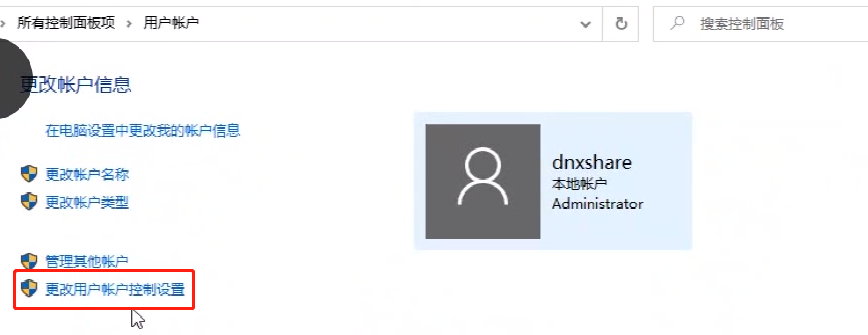 所有控制面板项 › 用户帐户
搜索控制面板
更改帐户信息
在电脑设置中更改我的帐户信息
更改帐户名称
更改帐户类型
dnxshare
本地帐户
Administrator
管理其他帐户
更改用户帐户控制设置